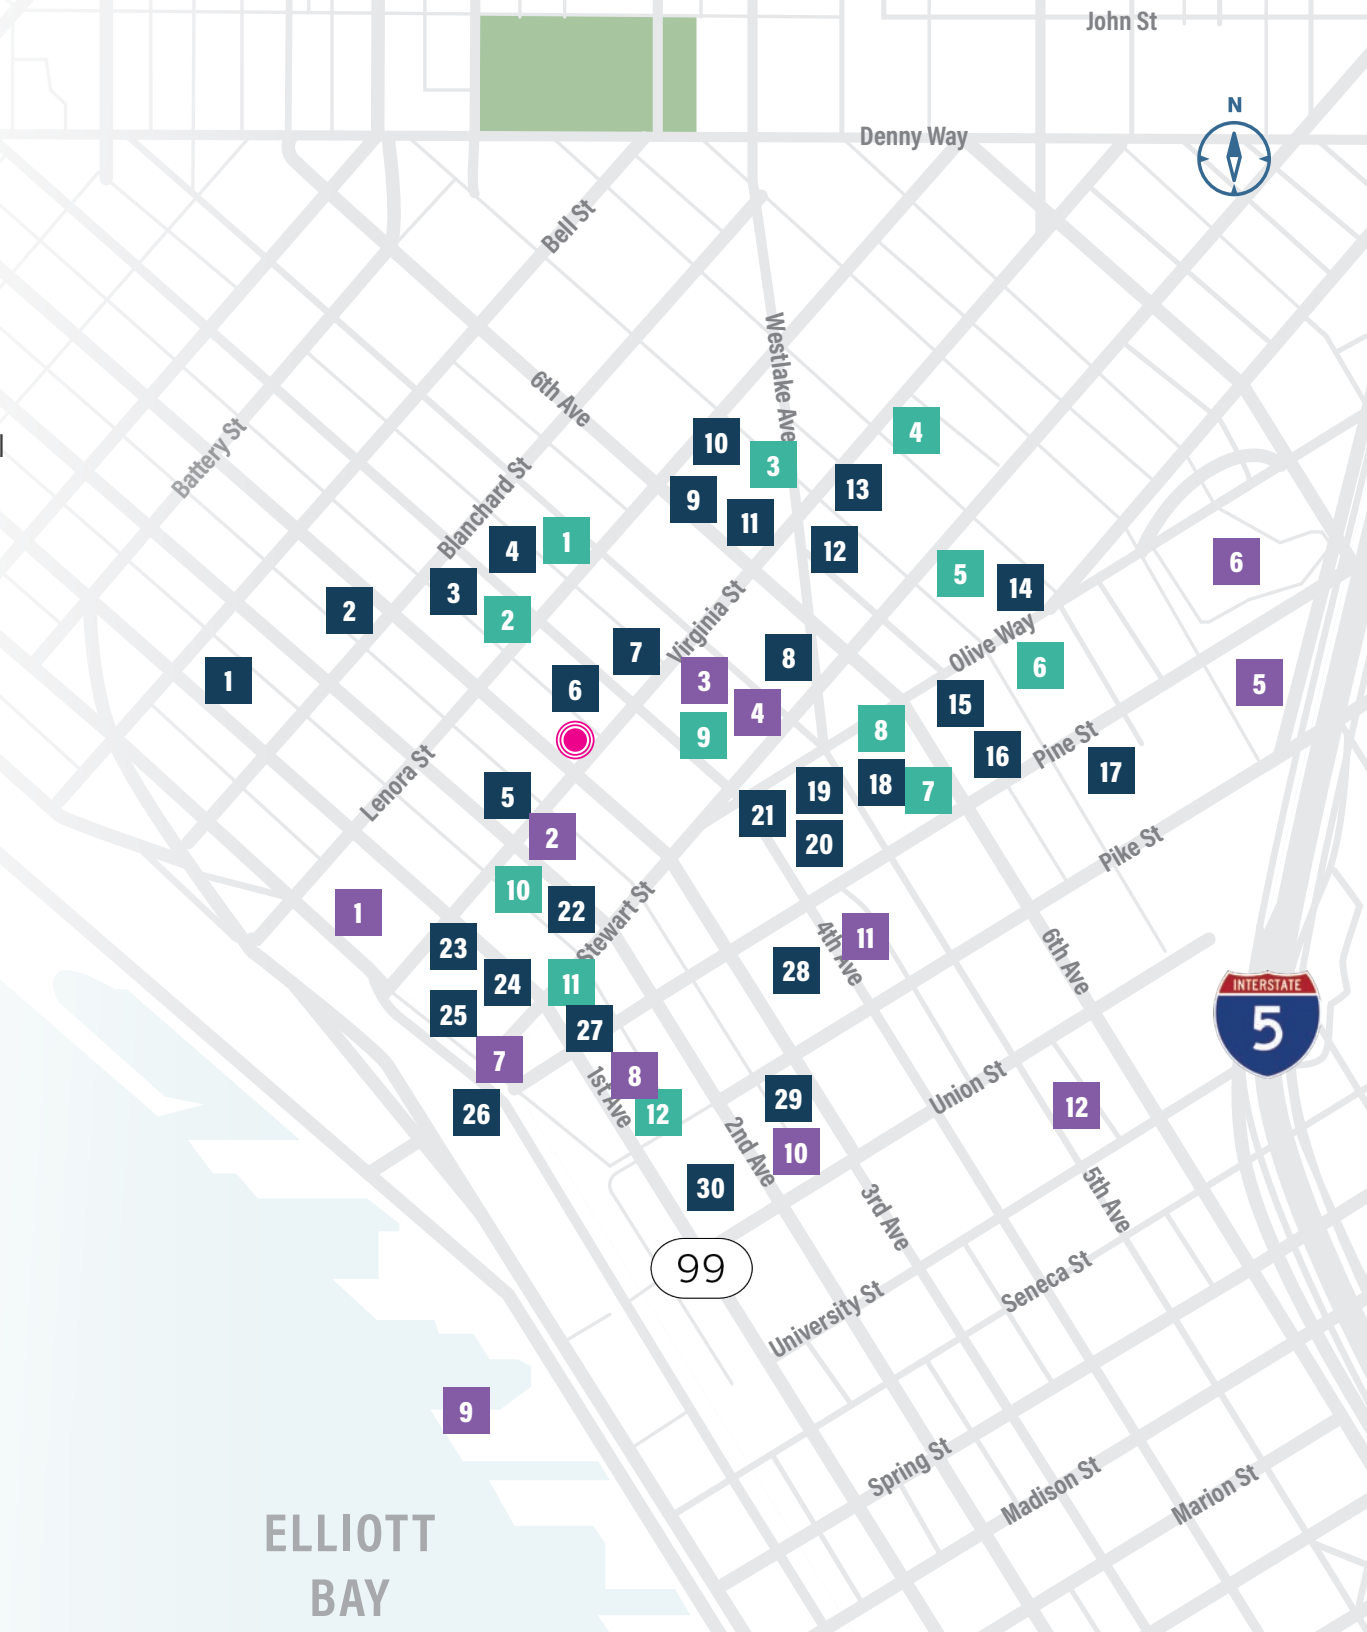 John St
N
Denny Way
Bell St
Westlake Ave
6th Ave
Battery St
4
10
3
Blanchard St
13
9
11
1
4
12
6
5
14
3
2
2
Virginia St
Olive Way
7
8
6
1
3
5
6
15
4
9
8
Pine St
16
17
Lenora St
18
19
7
5
21
2
20
Pike St
10
1
22
Stewart St
11
23
4th Ave
6th Ave
28
24
11
INTERSTATE
5
25
27
7
8
1st Ave
Union St
29
12
26
12
2nd Ave
10
30
3rd Ave
5th Ave
99
Seneca St
University St
9
Spring St
Madison St
Marion St
ELLIOTT
BAY